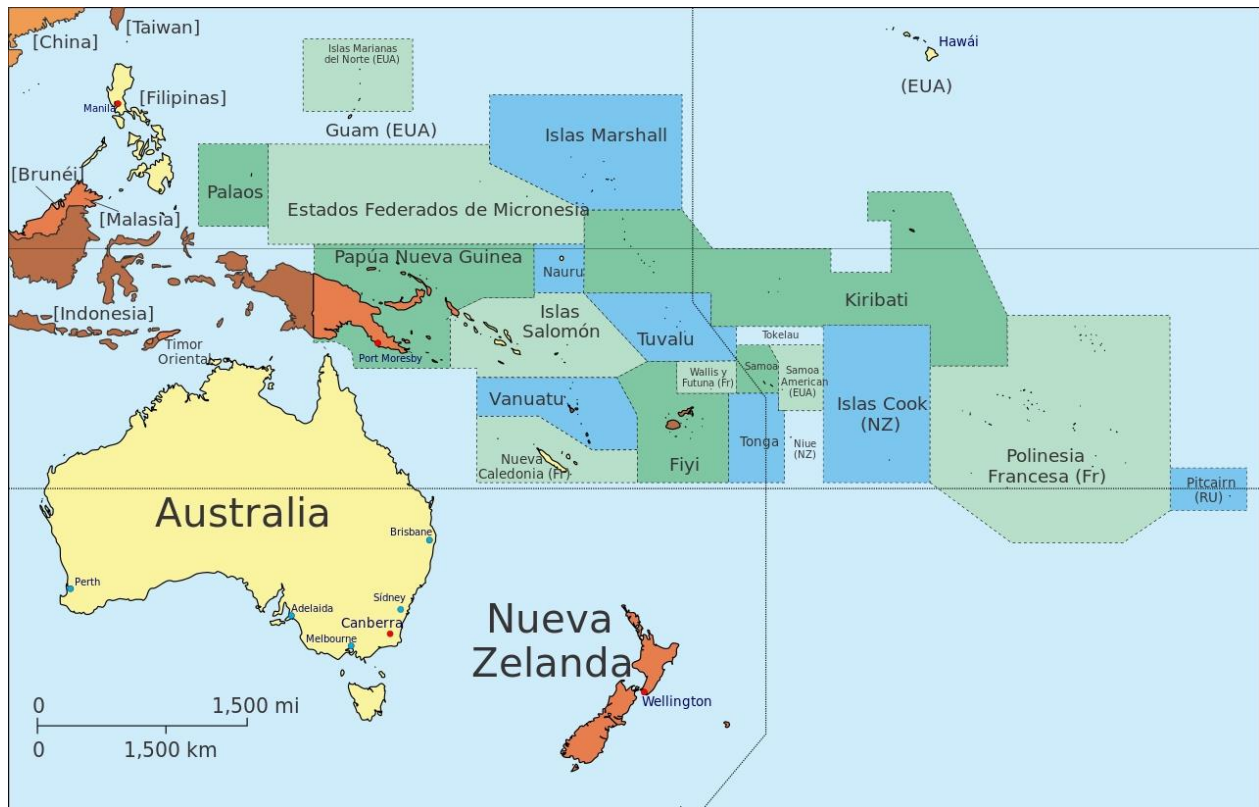 [Taiwan]
[China]
Hawái
(EUA)
Islas Marianas
del Norte (EUA)
[Filipinas]
Manila
Guam (EUA)
Islas Marshall
[Brunéi]
Palaos
[Malasia]
Estados Federados de Micronesia
Papúa Nueva Guinea
Nauru
Kiribati
[Indonesia]
Islas
Salomón
Tuvalu
Tokelau
Timor
Oriental
Port Moresby
Wallis y
Futuna (Fr)
Samoa
Samoa
American
(EUA)
Vanuatu
Islas Cook
(NZ)
Nueva
Caledonia (Fr)
Fiyi
Tonga
Niue
(NZ)
Polinesia
Francesa (Fr)
Pitcairn
(RU)
Australia
Brisbane
Perth
Adelaida
Sídney
Canberra
Melbourne
Nueva
Zelanda
Wellington
0 1,500 mi
0 1,500 km